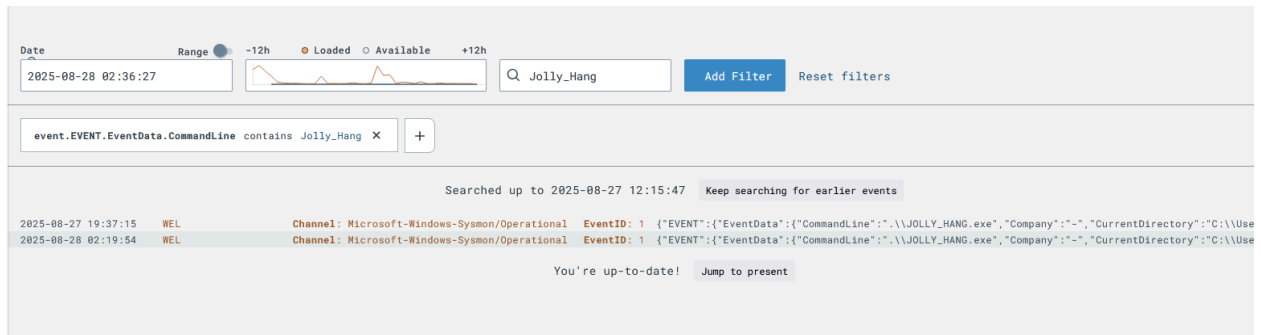 Date Range -12h Loaded Available +12h
2025-08-28 02:36:27 Jolly_Hang Add Filter Reset filters
event.EVENT.EventData.CommandLine contains Jolly_Hang × +
Searched up to 2025-08-27 12:15:47 Keep searching for earlier events
2025-08-27 19:37:15 WEL Channel: Microsoft-Windows-Sysmon/Operational EventID: 1 {"EVENT":{"EventData":{"CommandLine":".\\JOLLY_HANG.exe","Company":"-","CurrentDirectory":"C:\\Use
2025-08-28 02:19:54 WEL Channel: Microsoft-Windows-Sysmon/Operational EventID: 1 {"EVENT":{"EventData":{"CommandLine":".\\JOLLY_HANG.exe","Company":"-","CurrentDirectory":"C:\\Use
You're up-to-date! Jump to present